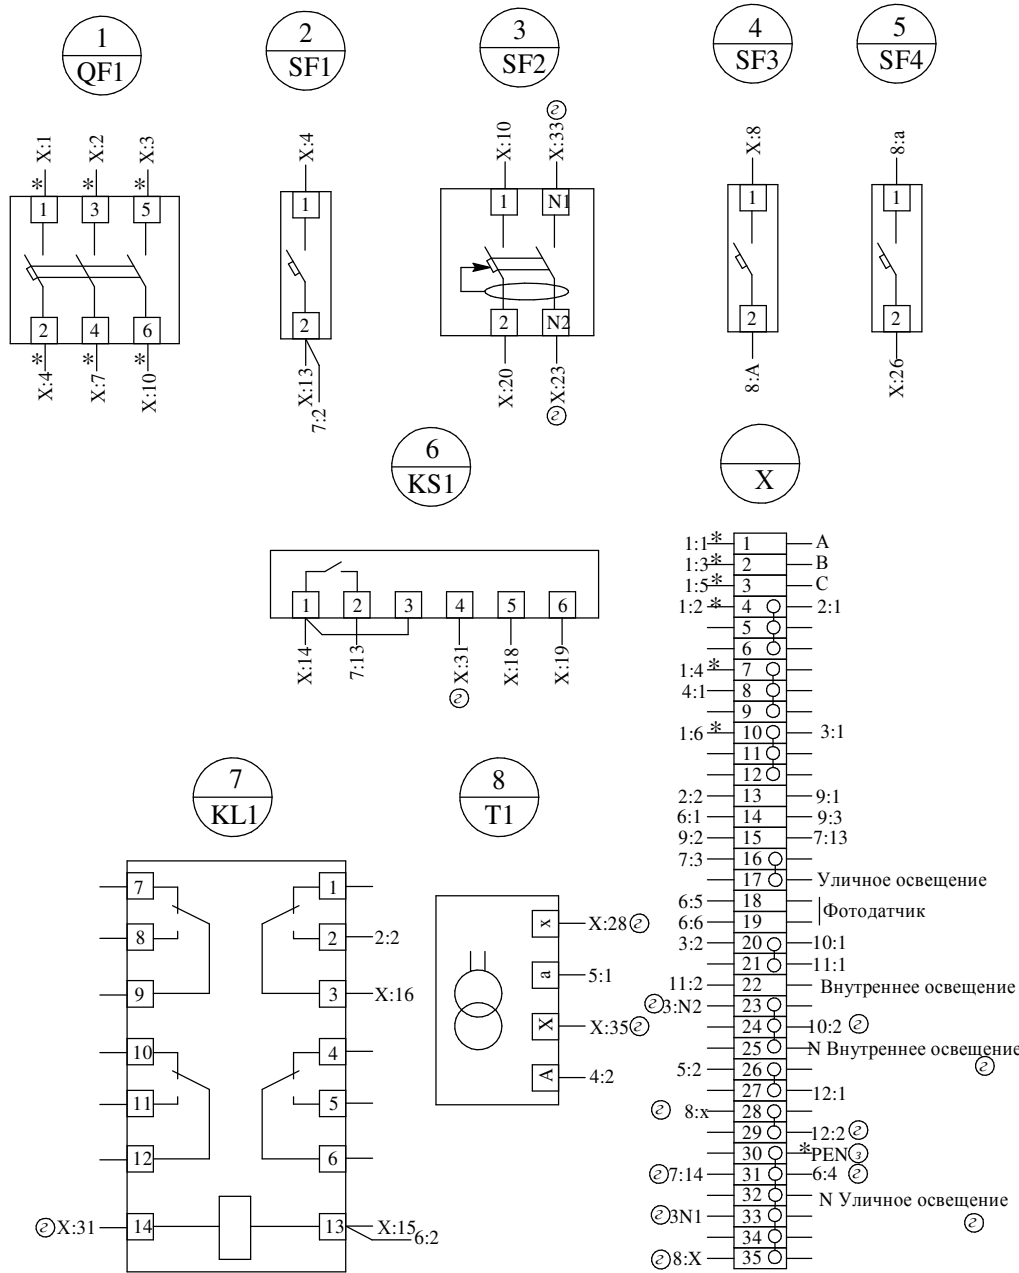 1
QF1
2
SF1
3
SF2
4
SF3
5
SF4
X:1
X:2
X:3
* * *
1 3 5
2 4 6
* * *
X:4
X:7
X:10
X:4
1
2
X:13
7:2
X:10
X:33 г
1 N1
2 N2
X:20
X:23 г
X:8
1
2
8:A
8:a
1
2
X:26
6
KS1
1 2 3 4 5 6
X:14
7:13
X:31 г
X:18
X:19
X
1:1* 1 A
1:3* 2 B
1:5* 3 C
1:2* 4 2:1
5
6
1:4* 7
4:1 8
9
1:6* 10 3:1
11
12
2:2 13 9:1
6:1 14 9:3
9:2 15 7:13
7:3 16
17 Уличное освещение
6:5 18
Фотодатчик
6:6 19
3:2 20 10:1
21 11:1
11:2 22 Внутреннее освещение
г 3:N2 23
24 10:2 г
25 N Внутреннее освещение
г
5:2 26
27 12:1
г 8:x 28
29 12:2 г
30 *PEN з
г 7:14 31 6:4 г
32 N Уличное освещение
г 3N1 33 г
34
г 8:X 35
7
KL1
7 1
8 2 2:2
9 3 X:16
10 4
11 5
12 6
г X:31 14 13 X:15
6:2
8
T1
x X:28 г
a 5:1
X X:35 г
A 4:2